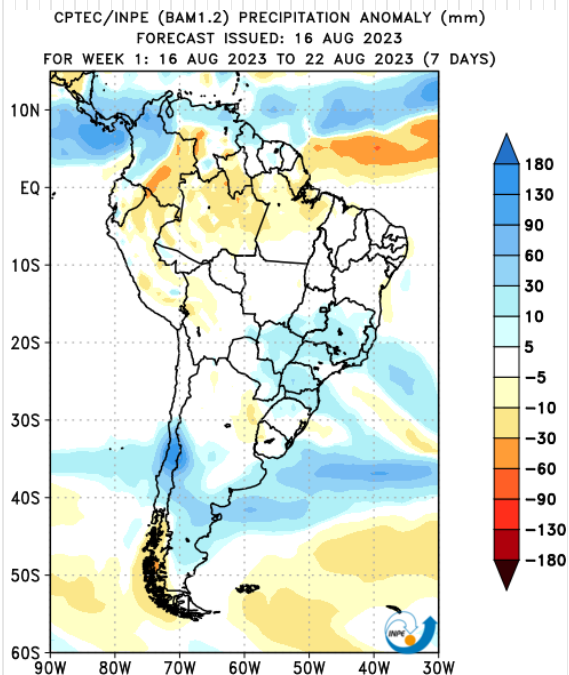 CPTEC/INPE (BAM1.2) PRECIPITATION ANOMALY (mm)
FORECAST ISSUED: 16 AUG 2023
FOR WEEK 1: 16 AUG 2023 TO 22 AUG 2023 (7 DAYS)
10N
EQ
10S
20S
30S
40S
50S
60S
90W 80W 70W 60W 50W 40W 30W
180
130
90
60
30
10
5
−5
−10
−30
−60
−90
−130
−180
INPE